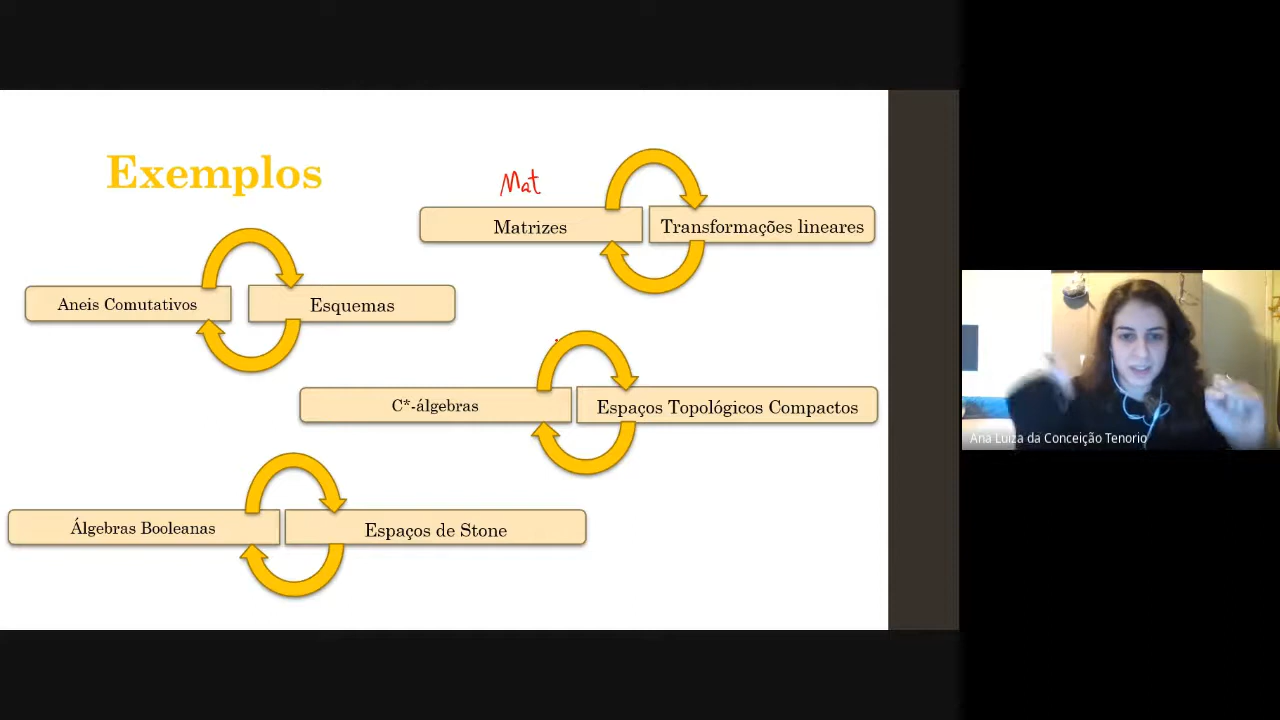 Exemplos
Mat
Matrizes
Transformações lineares
Aneis Comutativos
Esquemas
C*-álgebras
Espaços Topológicos Compactos
Álgebras Booleanas
Espaços de Stone
Ana Luiza da Conceição Tenorio